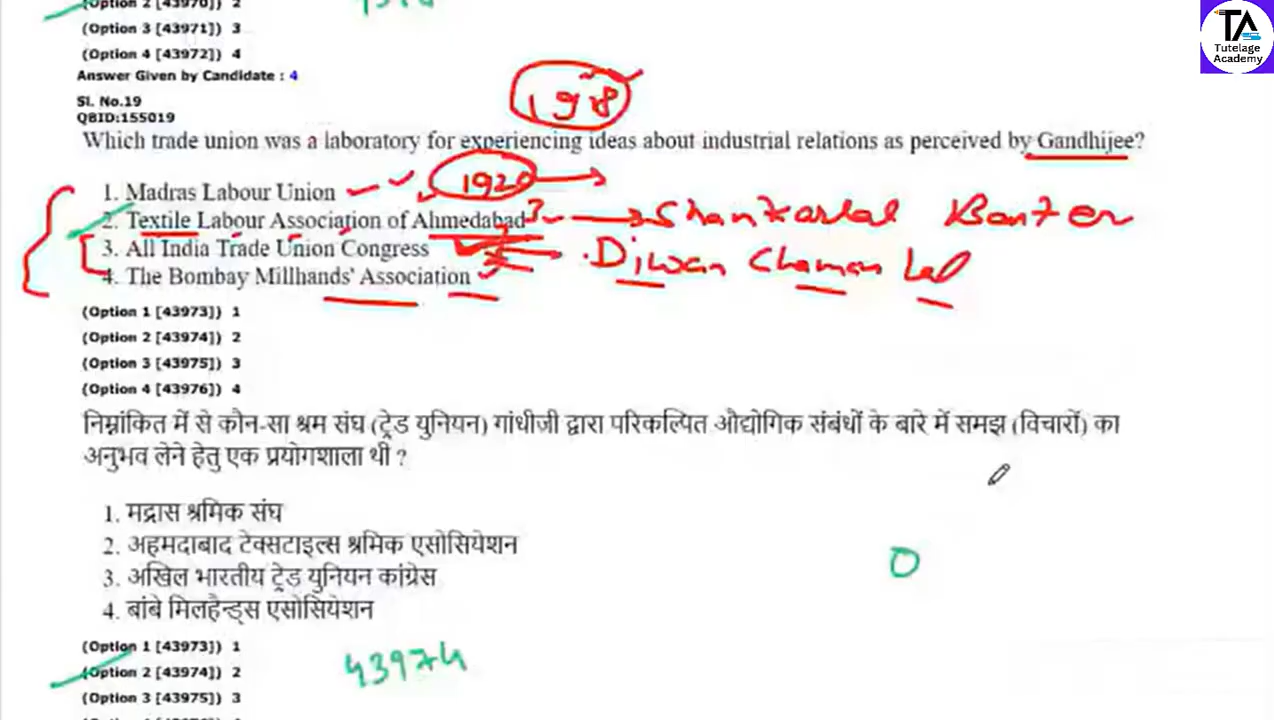 (Option 2 [43970]) 2
(Option 3 [43971]) 3
(Option 4 [43972]) 4
Answer Given by Candidate : 4
TA
Tutelage
Academy
Sl. No.19
QBID:155019
1918
Which trade union was a laboratory for experiencing ideas about industrial relations as perceived by Gandhijee?
1. Madras Labour Union
1920
2. Textile Labour Association of Ahmedabad
Shankarlal Banker
3. All India Trade Union Congress
Diwan Chaman Lal
4. The Bombay Millhands' Association
(Option 1 [43973]) 1
(Option 2 [43974]) 2
(Option 3 [43975]) 3
(Option 4 [43976]) 4
निम्नांकित में से कौन-सा श्रम संघ (ट्रेड युनियन) गांधीजी द्वारा परिकल्पित औद्योगिक संबंधों के बारे में समझ (विचारों) का
अनुभव लेने हेतु एक प्रयोगशाला थी ?
1. मद्रास श्रमिक संघ
2. अहमदाबाद टेक्सटाइल्स श्रमिक एसोसियेशन
3. अखिल भारतीय ट्रेड युनियन कांग्रेस
4. बांबे मिलहैन्ड्स एसोसियेशन
(Option 1 [43973]) 1
(Option 2 [43974]) 2
43974
(Option 3 [43975]) 3